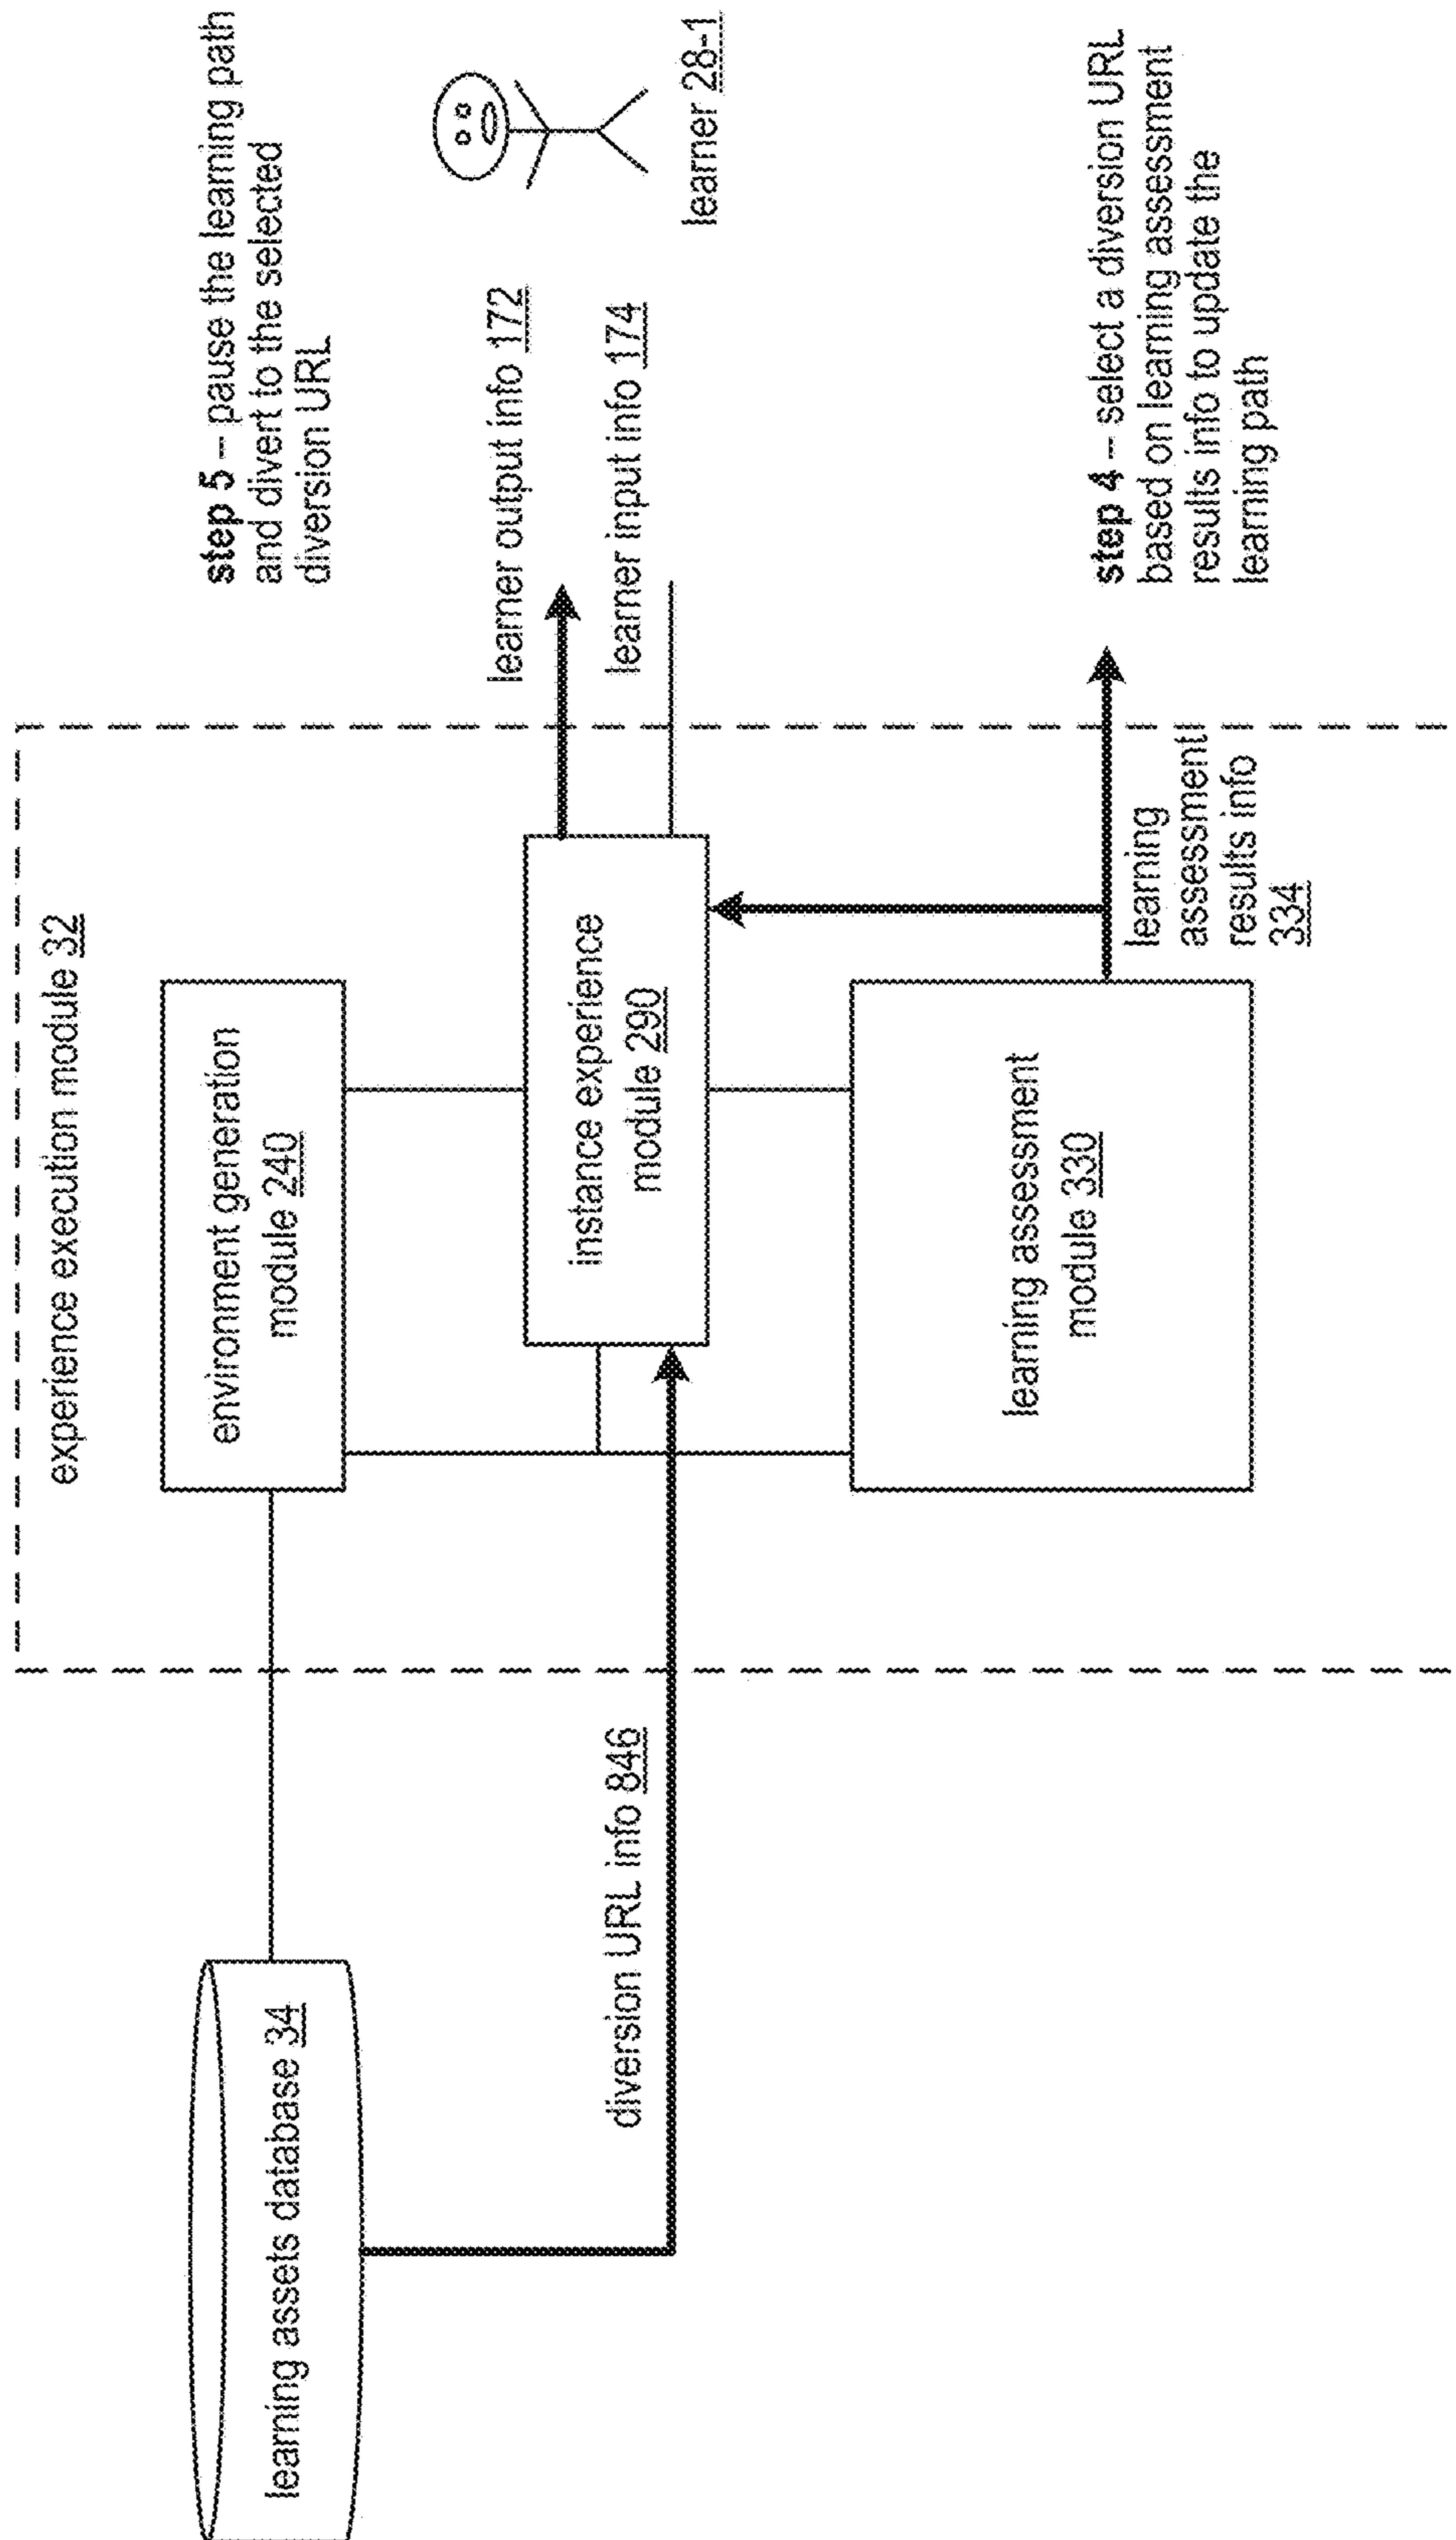 experience execution module 32
learning assets database 34
environment generation
module 240
step 5 – pause the learning path
and divert to the selected
diversion URL
diversion URL info 846
instance experience
module 290
learner output info 172
learner input info 174
learner 28-1
learning assessment
module 330
learning
assessment
results info
334
step 4 – select a diversion URL
based on learning assessment
results info to update the
learning path